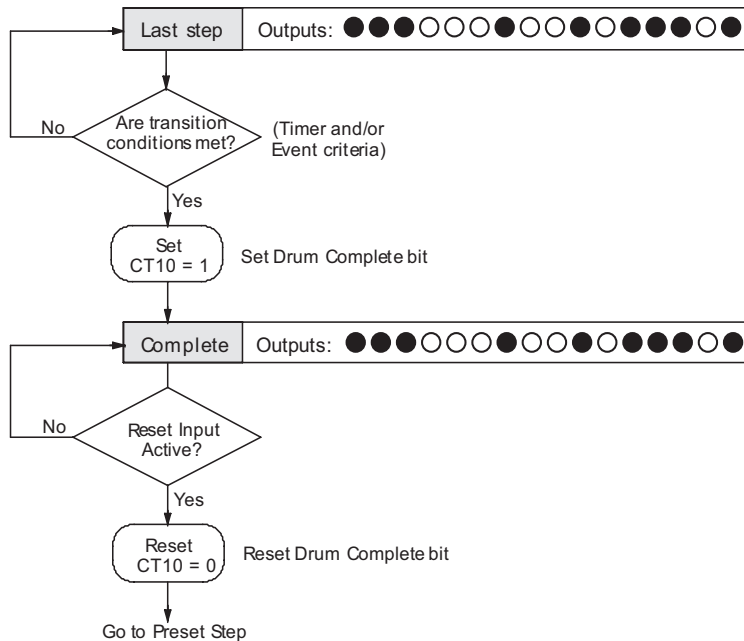 Last step Outputs:
No
Are transition
conditions met?
(Timer and/or
Event criteria)
Yes
Set
CT10 = 1
Set Drum Complete bit
Complete Outputs:
No
Reset Input
Active?
Yes
Reset
CT10 = 0
Reset Drum Complete bit
Go to Preset Step